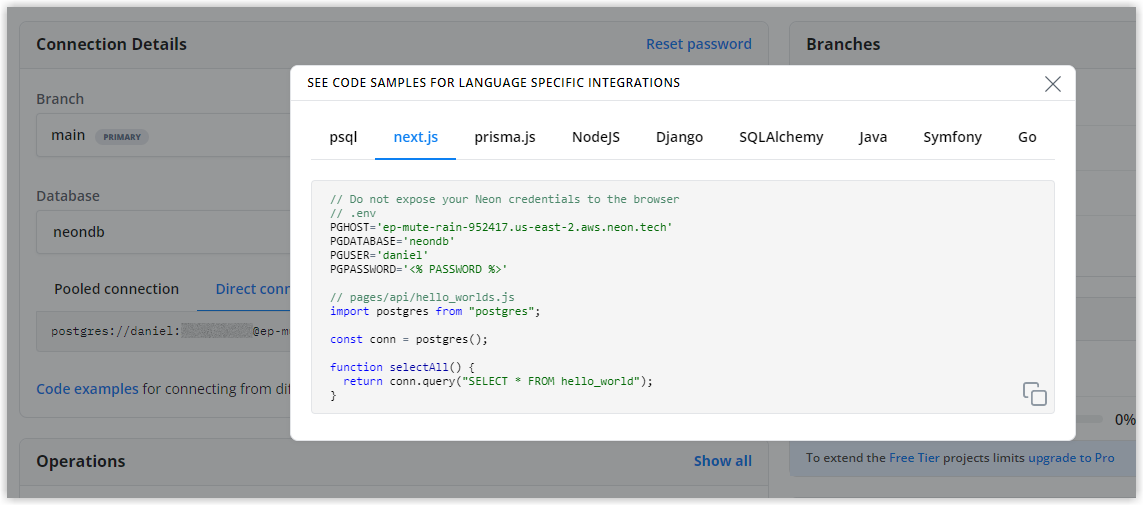 Connection Details
Reset password
Branch
main PRIMARY
Database
neondb
Pooled connection
Direct conn
postgres://daniel:
@ep-m
Code examples for connecting from dif
Operations
Show all
Branches
0%
To extend the Free Tier projects limits upgrade to Pro
SEE CODE SAMPLES FOR LANGUAGE SPECIFIC INTEGRATIONS
psql next.js prisma.js NodeJS Django SQLAlchemy Java Symfony Go
// Do not expose your Neon credentials to the browser
// .env
PGHOST='ep-mute-rain-952417.us-east-2.aws.neon.tech'
PGDATABASE='neondb'
PGUSER='daniel'
PGPASSWORD='<% PASSWORD %>'
// pages/api/hello_worlds.js
import postgres from "postgres";
const conn = postgres();
function selectAll() {
  return conn.query("SELECT * FROM hello_world");
}